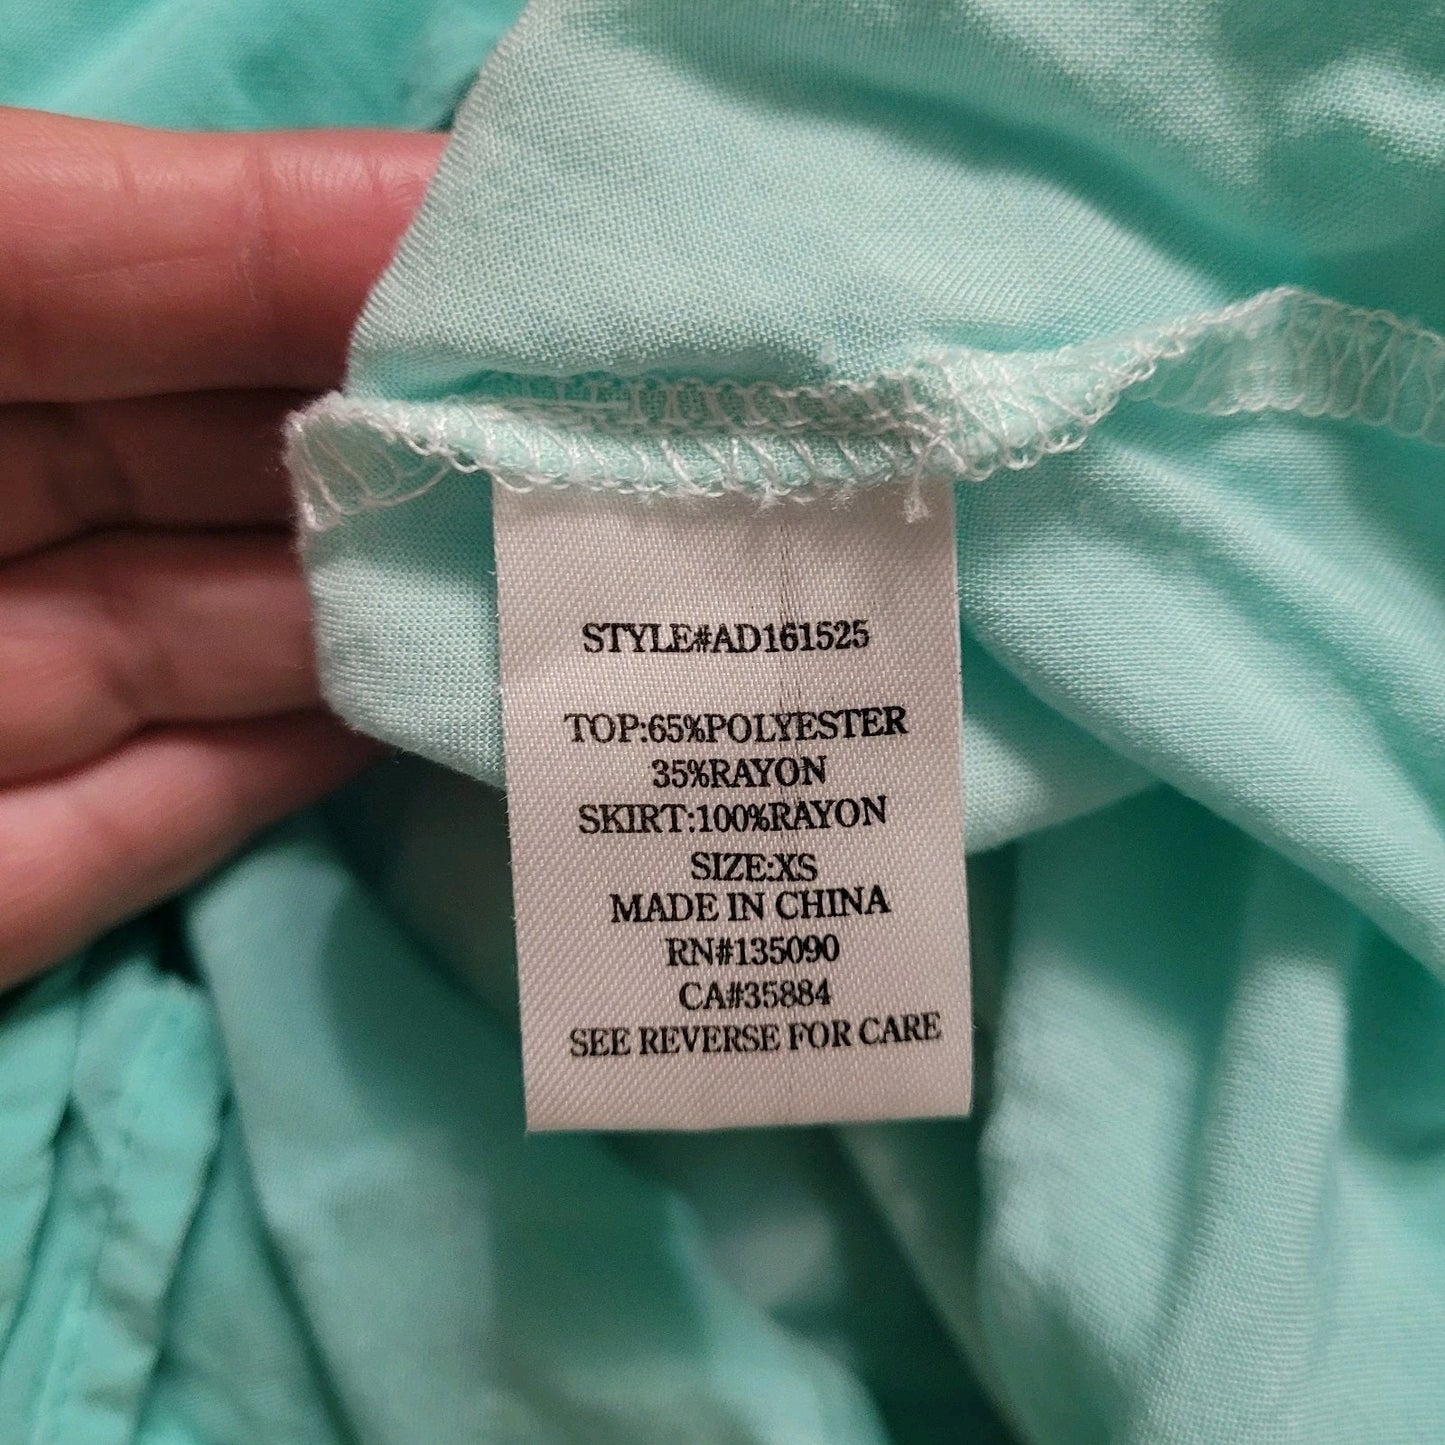 STYLE#AD161525
TOP:65%POLYESTER
35%RAYON
SKIRT:100%RAYON
SIZE:XS
MADE IN CHINA
RN#135090
CA#35884
SEE REVERSE FOR CARE